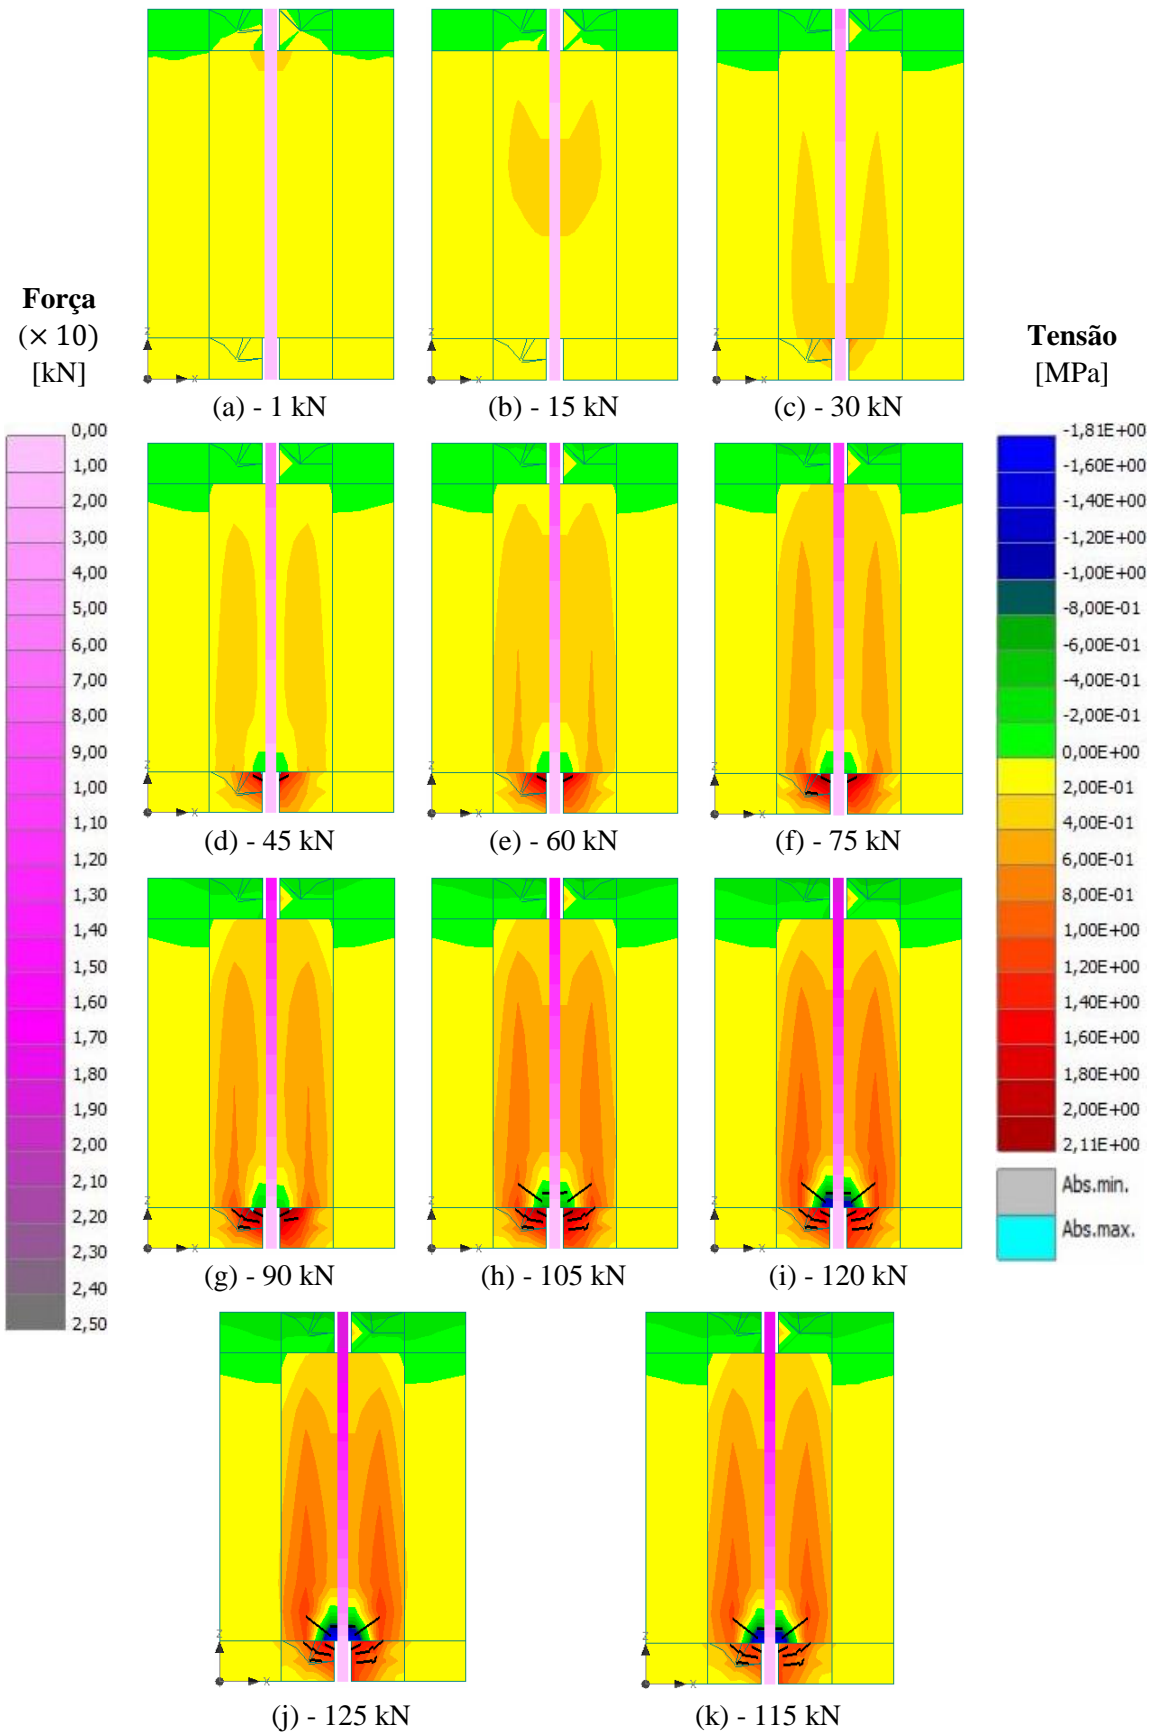 Força
(× 10)
[kN]
0,00
1,00
2,00
3,00
4,00
5,00
6,00
7,00
8,00
9,00
1,00
1,10
1,20
1,30
1,40
1,50
1,60
1,70
1,80
1,90
2,00
2,10
2,20
2,30
2,40
2,50
z
x
(a) - 1 kN
z
x
(b) - 15 kN
z
x
(c) - 30 kN
z
x
(d) - 45 kN
z
x
(e) - 60 kN
z
x
(f) - 75 kN
z
x
(g) - 90 kN
z
x
(h) - 105 kN
z
x
(i) - 120 kN
z
x
(j) - 125 kN
z
x
(k) - 115 kN
Tensão
[MPa]
-1,81E+00
-1,60E+00
-1,40E+00
-1,20E+00
-1,00E+00
-8,00E-01
-6,00E-01
-4,00E-01
-2,00E-01
0,00E+00
2,00E-01
4,00E-01
6,00E-01
8,00E-01
1,00E+00
1,20E+00
1,40E+00
1,60E+00
1,80E+00
2,00E+00
2,11E+00
Abs.min.
Abs.max.